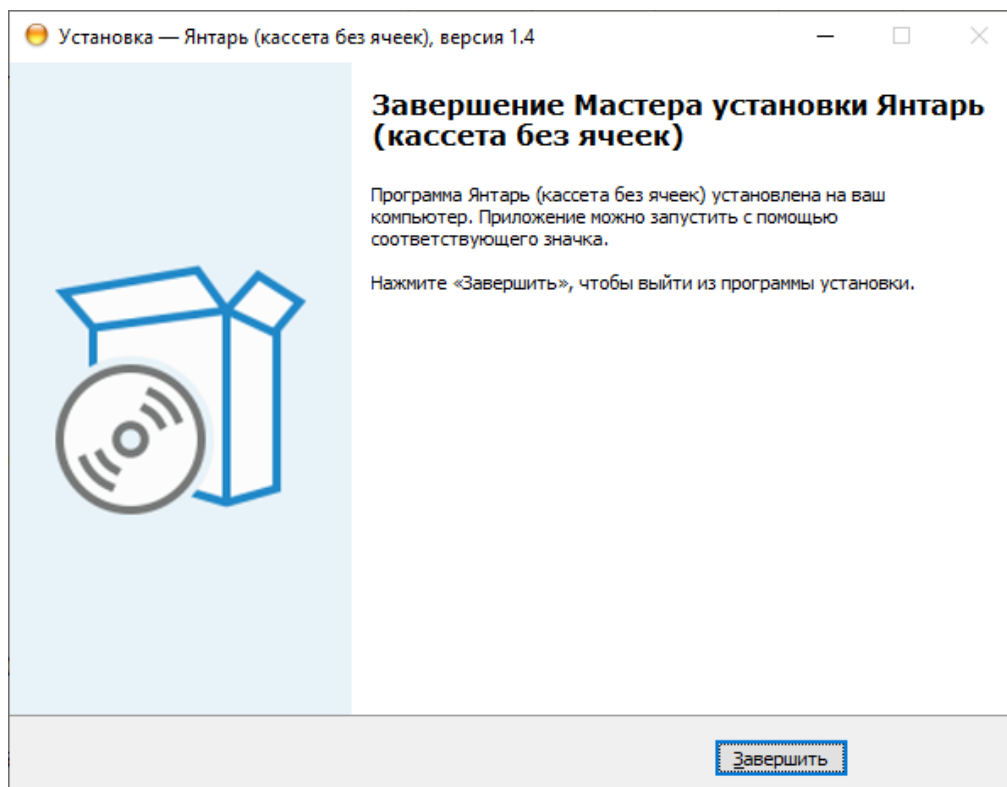 Установка — Янтарь (кассета без ячеек), версия 1.4
Завершение Мастера установки Янтарь
(кассета без ячеек)
Программа Янтарь (кассета без ячеек) установлена на ваш
компьютер. Приложение можно запустить с помощью
соответствующего значка.
Нажмите «Завершить», чтобы выйти из программы установки.
Завершить